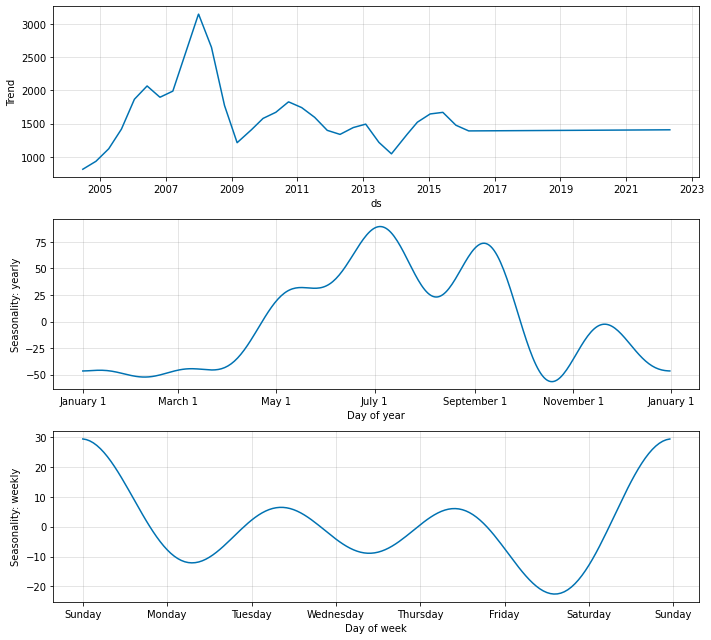 Trend
3000
2500
2000
1500
1000
2005 2007 2009 2011 2013 2015 2017 2019 2021 2023
ds
Seasonality: yearly
75
50
25
0
−25
−50
January 1 March 1 May 1 July 1 September 1 November 1 January 1
Day of year
Seasonality: weekly
30
20
10
0
−10
−20
Sunday Monday Tuesday Wednesday Thursday Friday Saturday Sunday
Day of week